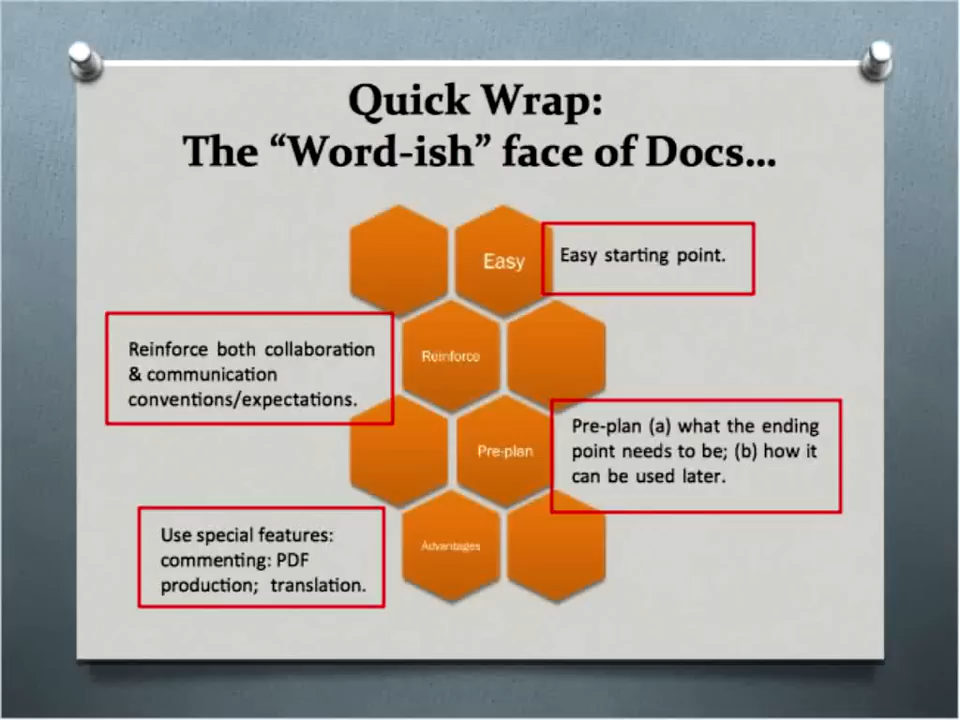 Quick Wrap:
The “Word-ish” face of Docs...
Easy
Easy starting point.
Reinforce both collaboration
& communication
conventions/expectations.
Reinforce
Pre-plan
Pre-plan (a) what the ending
point needs to be; (b) how it
can be used later.
Use special features:
commenting: PDF
production; translation.
Advantages